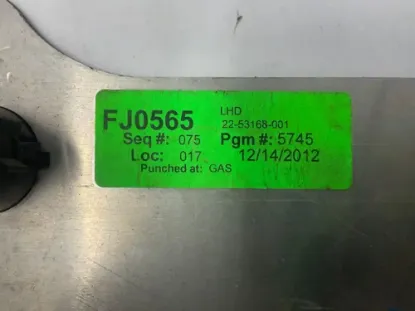 LHD
FJ0565 22-53168-001
Seq #: 075 Pgm #: 5745
Loc: 017 12/14/2012
Punched at: GAS